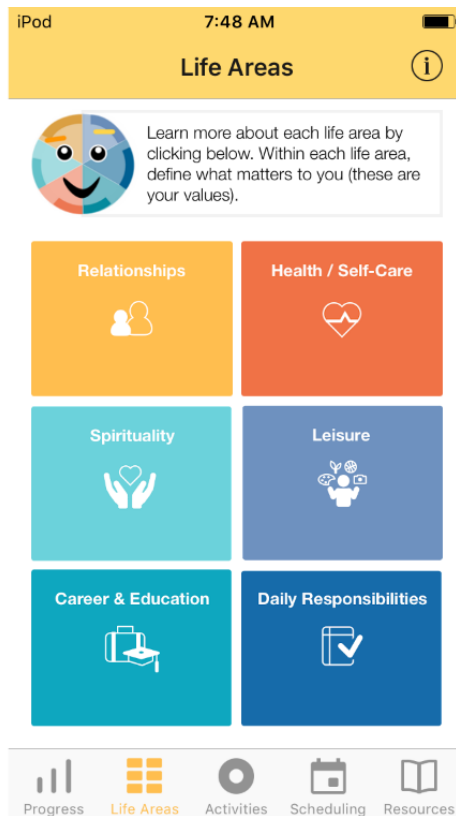 iPod 7:48 AM
Life Areas i
Learn more about each life area by
clicking below. Within each life area,
define what matters to you (these are
your values).
Relationships Health / Self-Care
Spirituality Leisure
Career & Education Daily Responsibilities
Progress Life Areas Activities Scheduling Resources